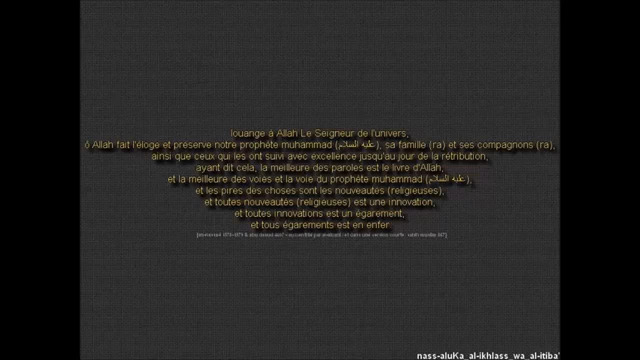 louange à Allah Le Seigneur de l'univers,
ô Allah fait l'éloge et préserve notre prophète muhammad (عليه السلام), sa famille (ra) et ses compagnons (ra),
ainsi que ceux qui les ont suivi avec excellence jusqu'au jour de la rétribution,
ayant dit cela, la meilleure des paroles est le livre d'Allah,
et la meilleure des voies et la voie du prophète muhammad (عليه السلام),
et les pires des choses sont les nouveautés (religieuses),
et toutes nouveautés (religieuses) est une innovation,
et toutes innovations est un égarement,
et tous égarements est en enfer
nass-aluKa_al-ikhlass_wa_al-itiba'